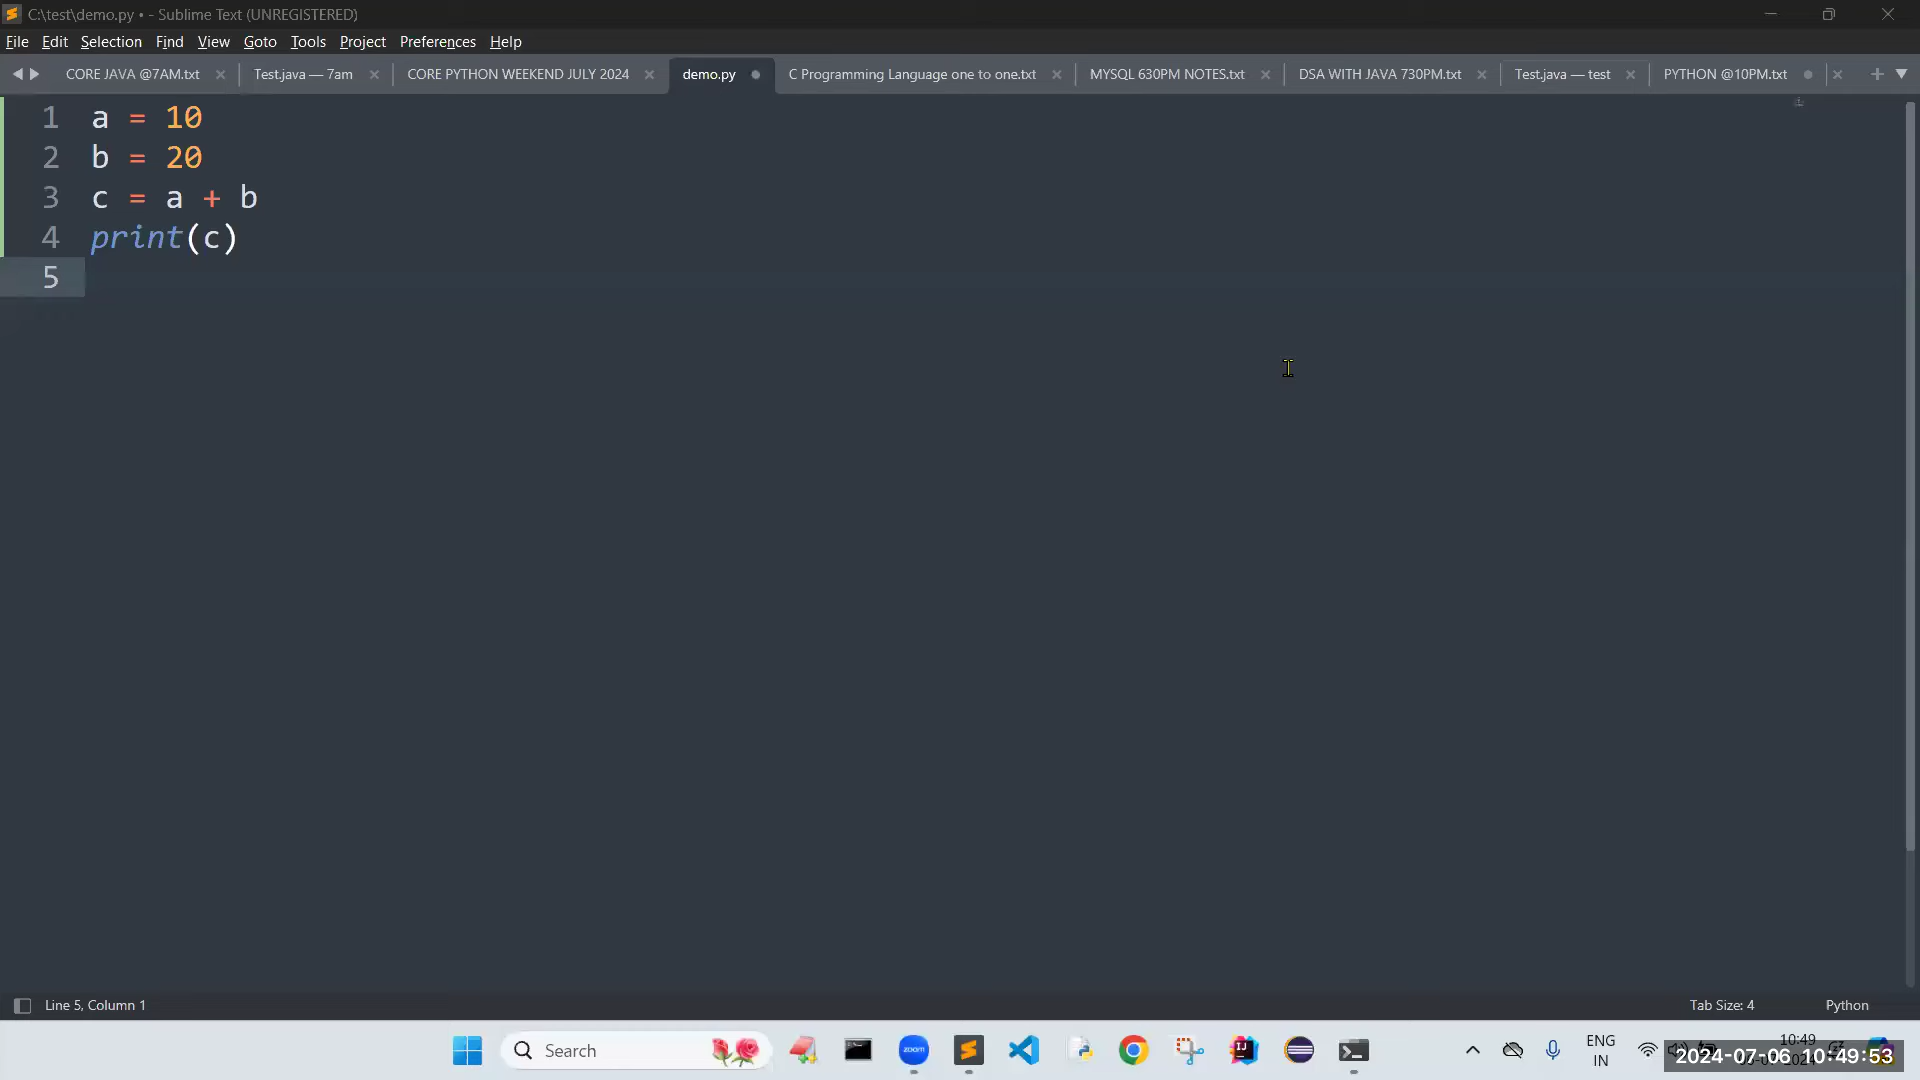 C:\test\demo.py • - Sublime Text (UNREGISTERED)
File Edit Selection Find View Goto Tools Project Preferences Help
CORE JAVA @7AM.txt Test.java — 7am CORE PYTHON WEEKEND JULY 2024 demo.py C Programming Language one to one.txt MYSQL 630PM NOTES.txt DSA WITH JAVA 730PM.txt Test.java — test PYTHON @10PM.txt
1 a = 10
2 b = 20
3 c = a + b
4 print(c)
5
Line 5, Column 1 Tab Size: 4 Python
Search zoom ENG 10:49
IN 2024-07-06 10:49:53